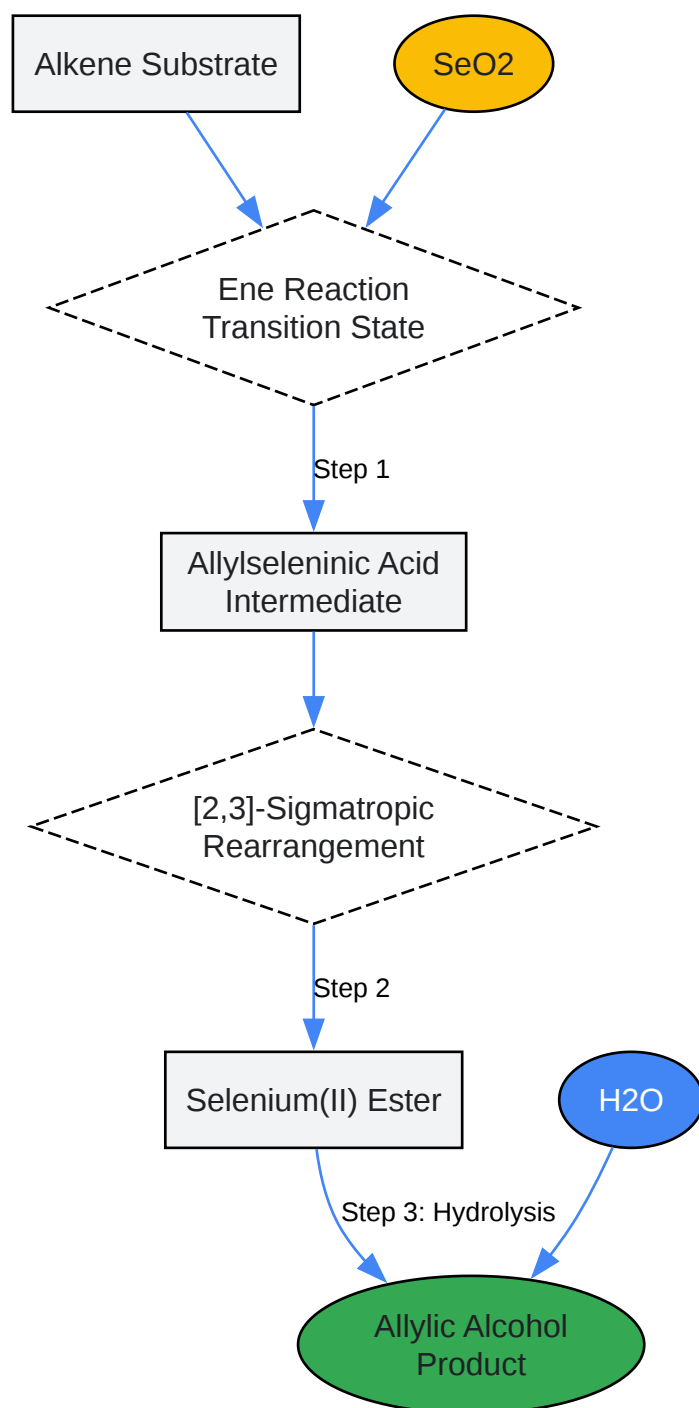 Alkene Substrate
SeO2
Ene Reaction
Transition State
Step 1
Allylseleninic Acid
Intermediate
[2,3]-Sigmatropic
Rearrangement
Step 2
Selenium(II) Ester
H2O
Step 3: Hydrolysis
Allylic Alcohol
Product